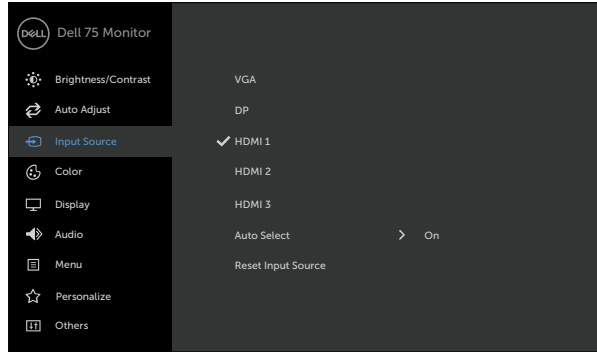 DELL Dell 75 Monitor
Brightness/Contrast
Auto Adjust
Input Source
Color
Display
Audio
Menu
Personalize
Others
VGA
DP
HDMI 1
HDMI 2
HDMI 3
Auto Select On
Reset Input Source